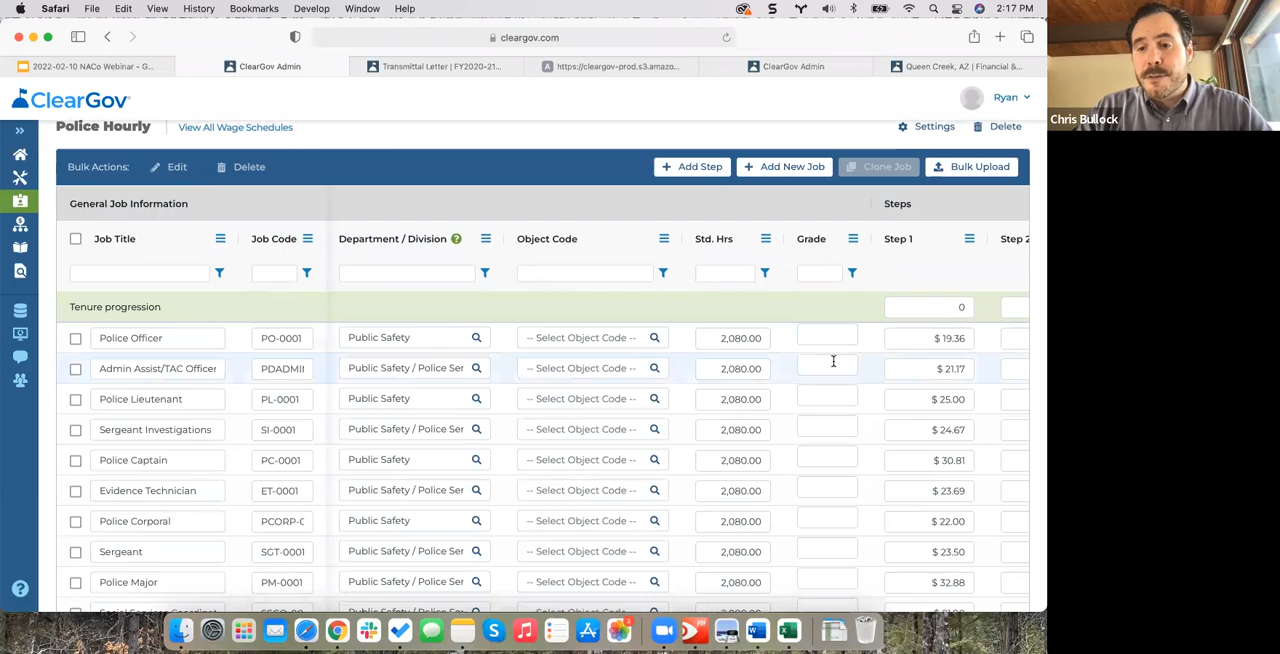 Safari File Edit View History Bookmarks Develop Window Help 2:17 PM
cleargov.com
2022-02-10 NACo Webinar - G... ClearGov Admin Transmittal Letter | FY2020-21... https://cleargov-prod.s3.amazo... ClearGov Admin Queen Creek, AZ | Financial &...
ClearGov Ryan
Chris Bullock
Police Hourly View All Wage Schedules Settings Delete
Bulk Actions: Edit Delete + Add Step + Add New Job Clone Job Bulk Upload
General Job Information Steps
Job Title Job Code Department / Division ? Object Code Std. Hrs Grade Step 1 Step 2
Tenure progression 0
Police Officer PO-0001 Public Safety -- Select Object Code -- 2,080.00 $ 19.36
Admin Assist/TAC Officer PDADMII Public Safety / Police Ser -- Select Object Code -- 2,080.00 $ 21.17
Police Lieutenant PL-0001 Public Safety -- Select Object Code -- 2,080.00 $ 25.00
Sergeant Investigations SI-0001 Public Safety / Police Ser -- Select Object Code -- 2,080.00 $ 24.67
Police Captain PC-0001 Public Safety -- Select Object Code -- 2,080.00 $ 30.81
Evidence Technician ET-0001 Public Safety / Police Ser -- Select Object Code -- 2,080.00 $ 23.69
Police Corporal PCORP-0 Public Safety -- Select Object Code -- 2,080.00 $ 22.00
Sergeant SGT-0001 Public Safety / Police Ser -- Select Object Code -- 2,080.00 $ 23.50
Police Major PM-0001 Public Safety / Police Ser -- Select Object Code -- 2,080.00 $ 32.88